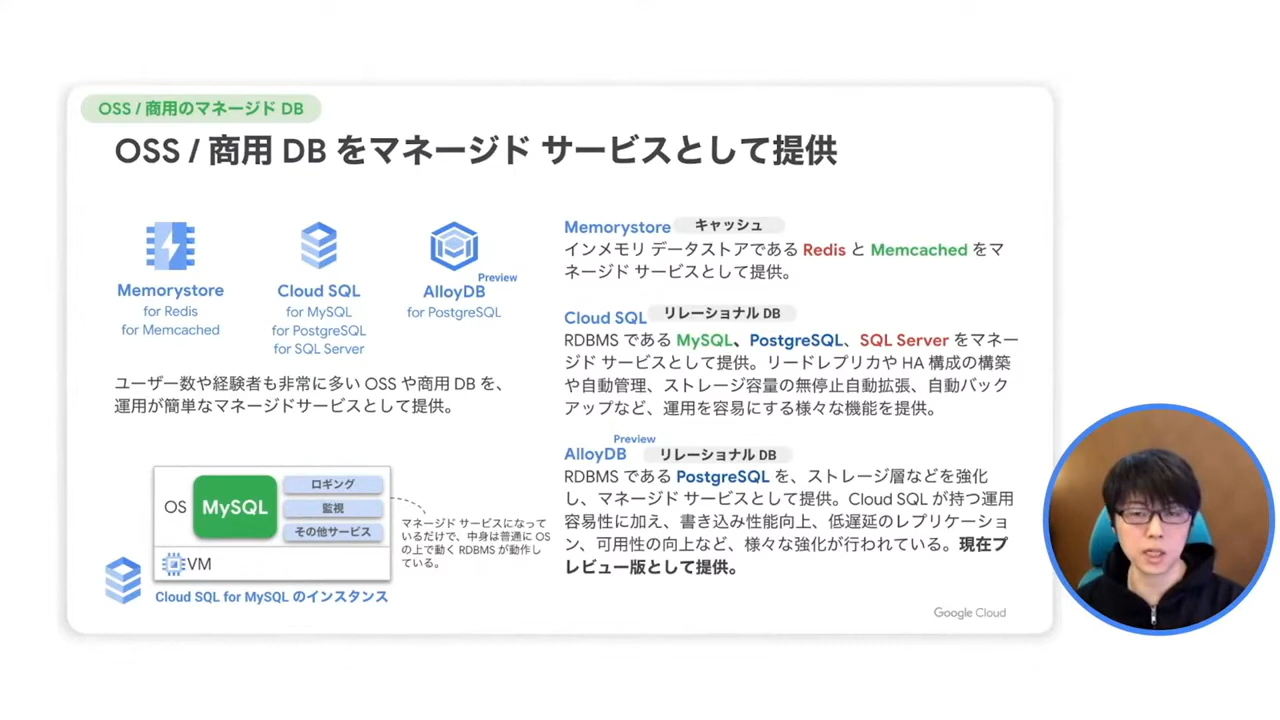 OSS / 商用のマネージド DB
OSS / 商用 DB をマネージド サービスとして提供
Memorystore
for Redis
for Memcached
Cloud SQL
for MySQL
for PostgreSQL
for SQL Server
Preview
AlloyDB
for PostgreSQL
ユーザー数や経験者も非常に多い OSS や商用 DB を、
運用が簡単なマネージドサービスとして提供。
OS
MySQL
ロギング
監視
その他サービス
VM
Cloud SQL for MySQL のインスタンス
マネージド サービスになって
いるだけで、中身は普通に OS
の上で動く RDBMS が動作し
ている。
Memorystore キャッシュ
インメモリ データストアである Redis と Memcached をマ
ネージド サービスとして提供。
Cloud SQL リレーショナル DB
RDBMS である MySQL、PostgreSQL、SQL Server をマネー
ジド サービスとして提供。リードレプリカや HA 構成の構築
や自動管理、ストレージ容量の無停止自動拡張、自動バック
アップなど、運用を容易にする様々な機能を提供。
Preview
AlloyDB リレーショナル DB
RDBMS である PostgreSQL を、ストレージ層などを強化
し、マネージド サービスとして提供。Cloud SQL が持つ運用
容易性に加え、書き込み性能向上、低遅延のレプリケーショ
ン、可用性の向上など、様々な強化が行われている。現在プ
レビュー版として提供。
Google Cloud